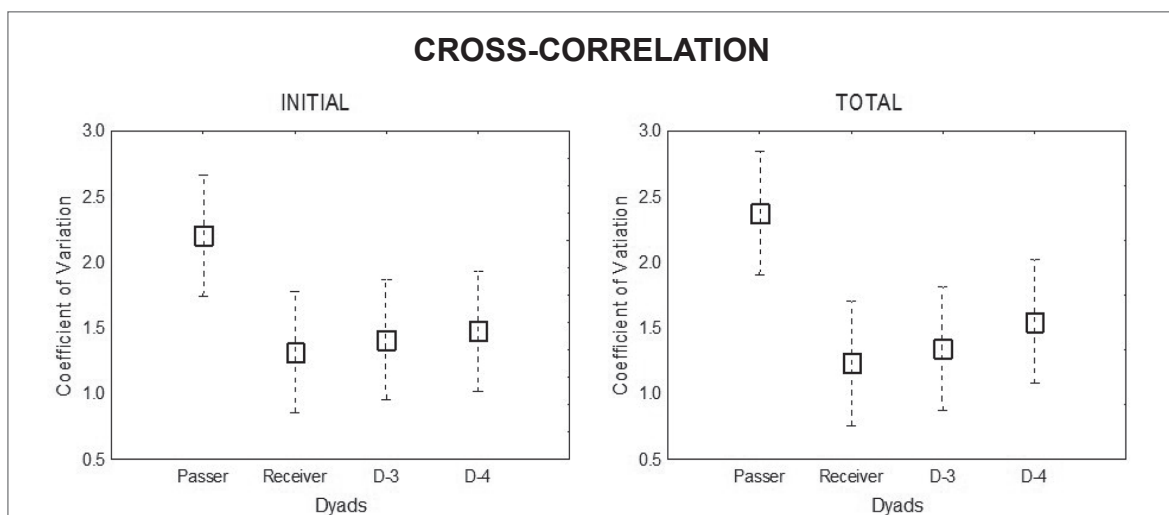 CROSS-CORRELATION
INITIAL
3.0
2.5
2.0
1.5
1.0
0.5
Coefficient of Variation
Passer Receiver D-3 D-4
Dyads
TOTAL
3.0
2.5
2.0
1.5
1.0
0.5
Coefficient of Vatiation
Passer Receiver D-3 D-4
Dyads